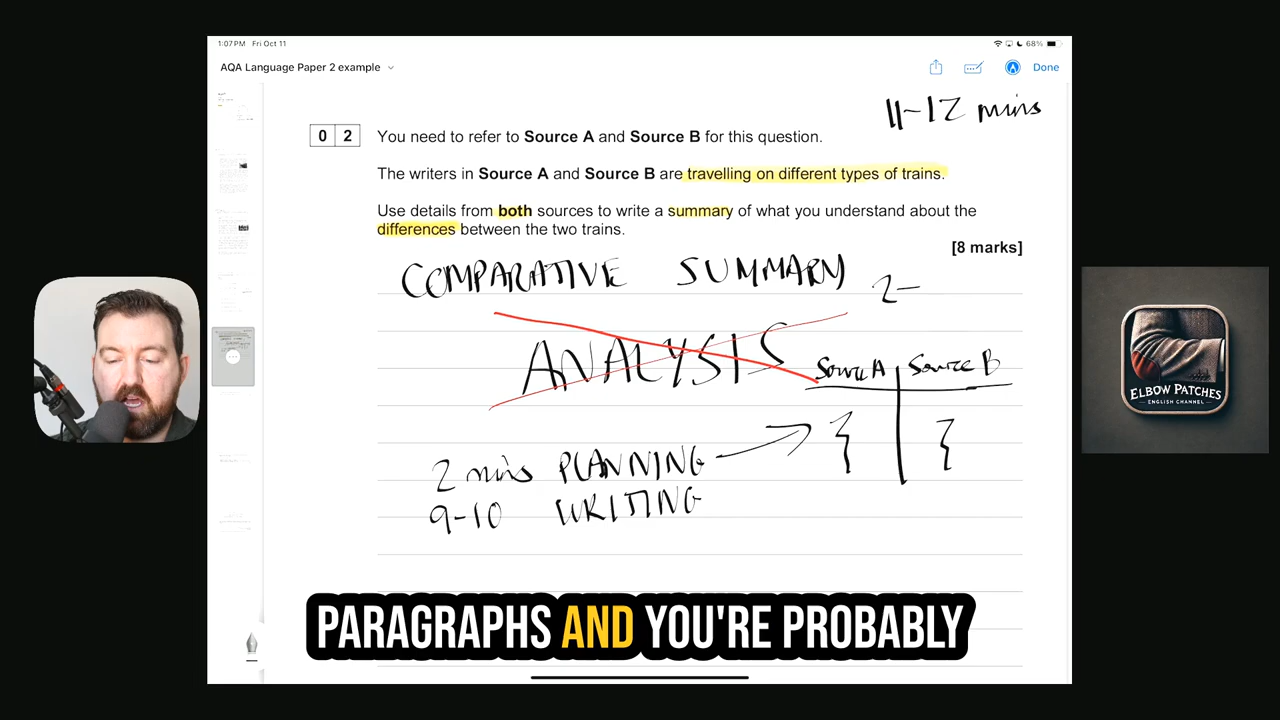 1:07 PM Fri Oct 11
68%
AQA Language Paper 2 example
Done
11-12 mins
0 2 You need to refer to Source A and Source B for this question.
The writers in Source A and Source B are travelling on different types of trains.
Use details from both sources to write a summary of what you understand about the
differences between the two trains.
[8 marks]
COMPARATIVE SUMMARY
2-
ANALYSIS
Source A Source B
2 mins PLANNING
9-10 WRITING
ELBOW PATCHES
ENGLISH CHANNEL
PARAGRAPHS AND YOU'RE PROBABLY